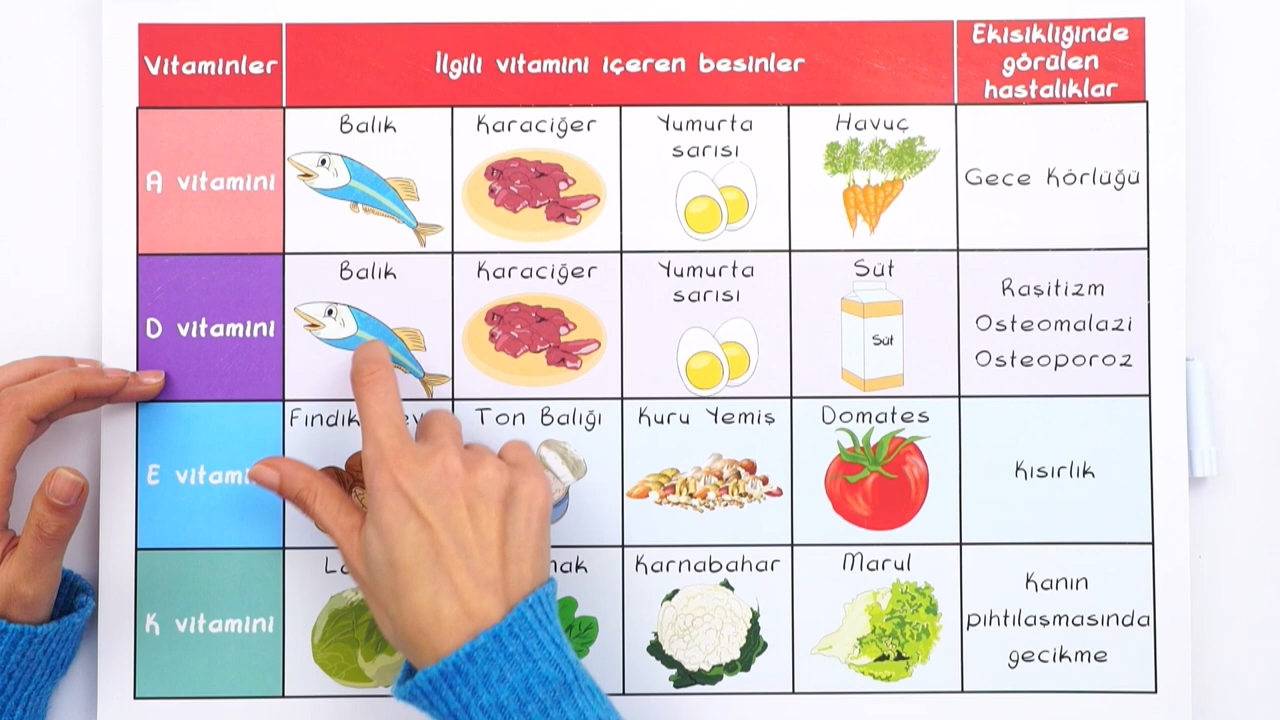 Vitaminler
İlgili vitamini içeren besinler
Ekisikliğinde
görülen
hastalıklar
A vitamini
Balık
Karaciğer
Yumurta
sarısı
Havuç
Gece Körlüğü
D vitamini
Balık
Karaciğer
Yumurta
sarısı
Süt
Süt
Raşitizm
Osteomalazi
Osteoporoz
E
Ton Balığı
Kuru Yemiş
Domates
Kısırlık
K vitamini
Karnabahar
Marul
Kanın
pıhtılaşmasında
gecikme